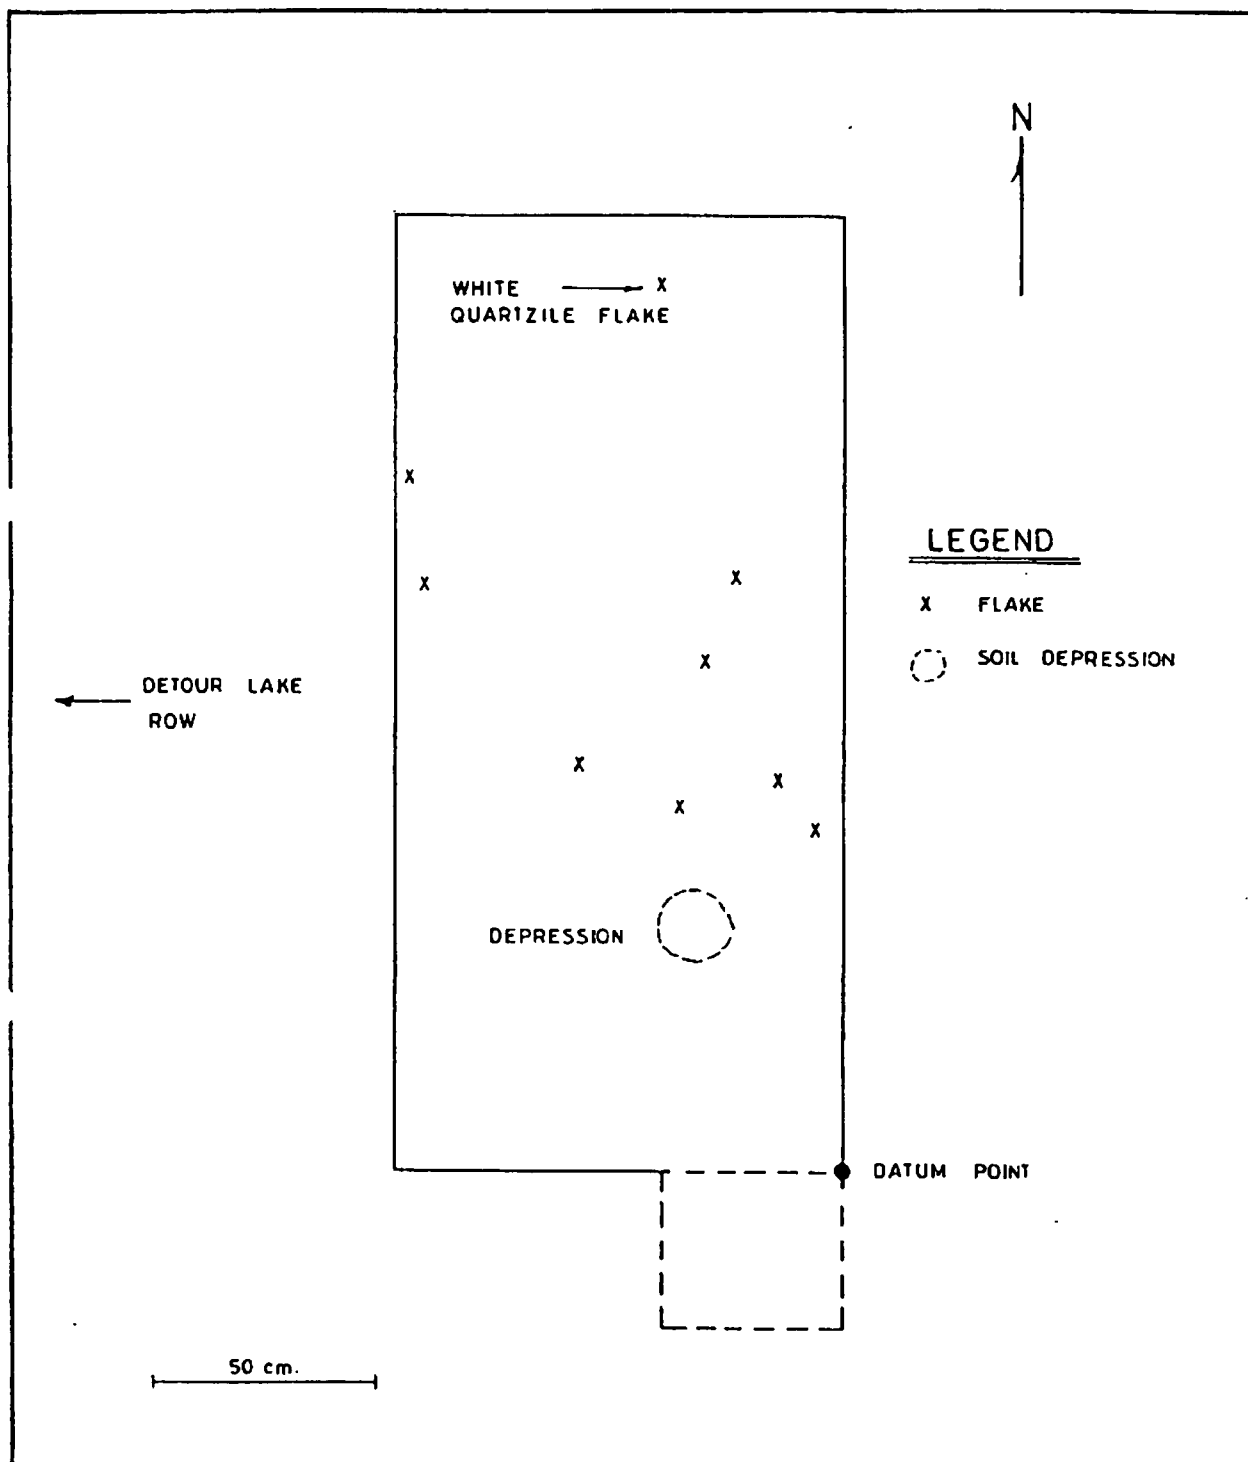 N
WHITE
QUARTZILE FLAKE
X
X
X
X
X
X
X
X
X
LEGEND
X FLAKE
SOIL DEPRESSION
DETOUR LAKE
ROW
DEPRESSION
DATUM POINT
50 cm.